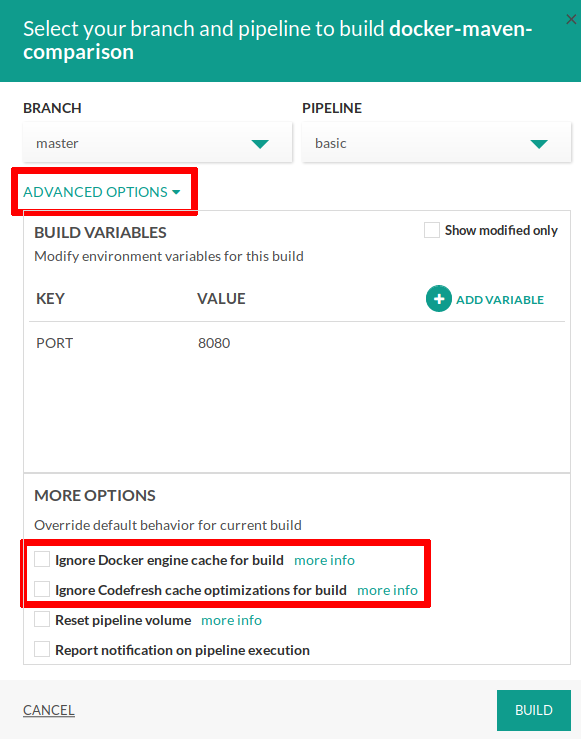 Select your branch and pipeline to build docker-maven-
comparison
BRANCH PIPELINE
master basic
ADVANCED OPTIONS
BUILD VARIABLES Show modified only
Modify environment variables for this build
KEY VALUE ADD VARIABLE
PORT 8080
MORE OPTIONS
Override default behavior for current build
Ignore Docker engine cache for build more info
Ignore Codefresh cache optimizations for build more info
Reset pipeline volume more info
Report notification on pipeline execution
CANCEL BUILD